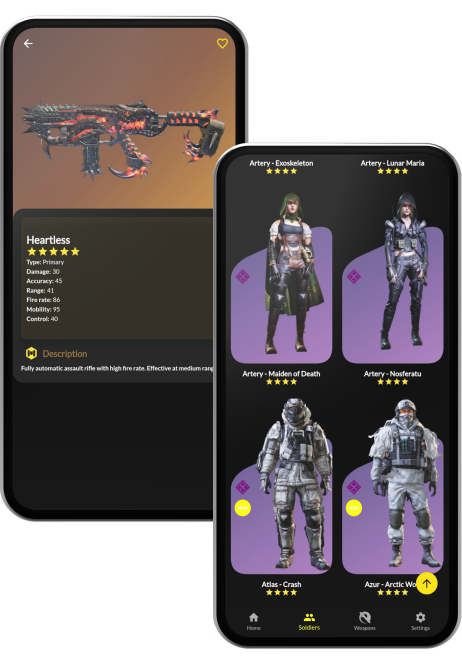 Heartless
Type: Primary
Damage: 30
Accuracy: 45
Range: 41
Fire rate: 86
Mobility: 95
Control: 40
Description
Fully automatic assault rifle with high fire rate. Effective at medium rang
Artery - Exoskeleton
Artery - Lunar Maria
Artery - Maiden of Death
Artery - Nosferatu
Atlas - Crash
Azur - Arctic Wo
Home
Soldiers
Weapons
Settings